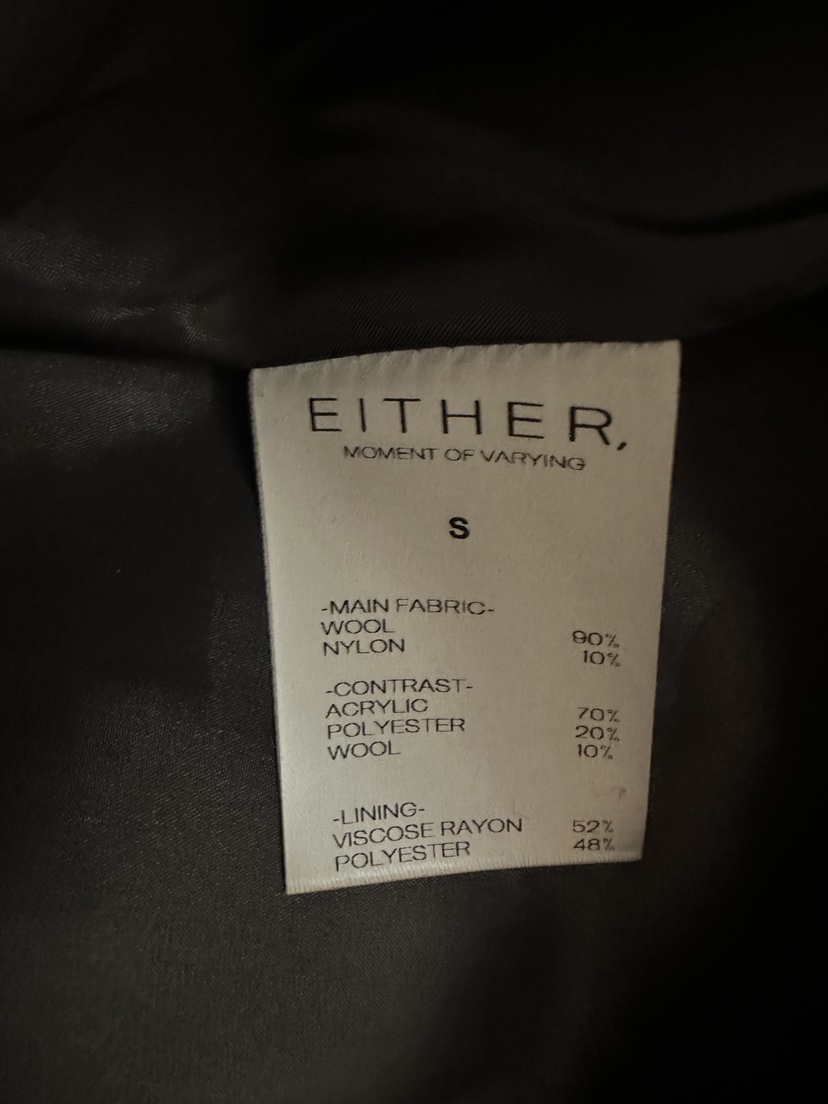 EITHER,
MOMENT OF VARYING
S
-MAIN FABRIC-
WOOL 90%
NYLON 10%
-CONTRAST-
ACRYLIC 70%
POLYESTER 20%
WOOL 10%
-LINING-
VISCOSE RAYON 52%
POLYESTER 48%